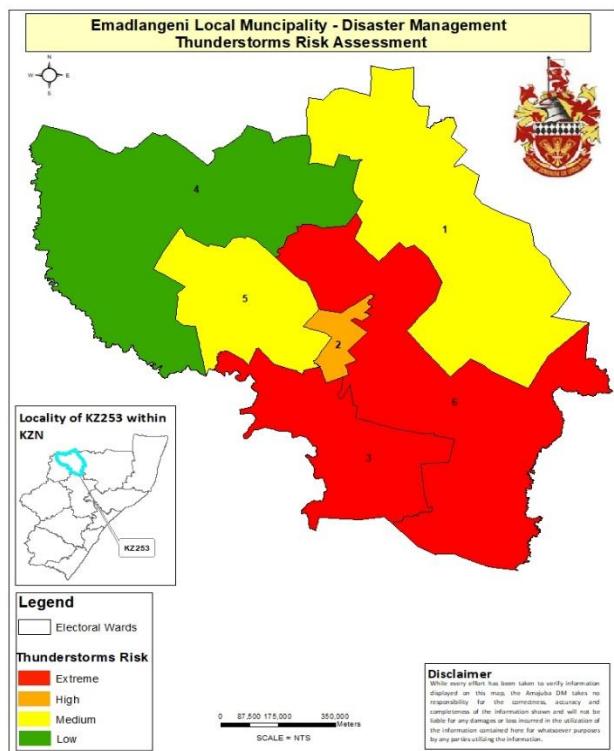 Emadlangeni Local Muncipality - Disaster Management
Thunderstorms Risk Assessment
N
W E
S
4
1
5
2
6
3
Locality of KZ253 within
KZN
KZ253
Legend
Electoral Wards
Thunderstorms Risk
Extreme
High
Medium
Low
0 87,500 175,000 350,000
Meters
SCALE = NTS
Disclaimer
While every effort has been taken to verify information
displayed on this map, the Amajuba DM takes no
responsibility for the correctness, accuracy and
completeness of the information shown and will not be
liable for any damages or loss incurred in the utilization of
the information contained here for whatsoever purposes
by any parties utilizing the information.